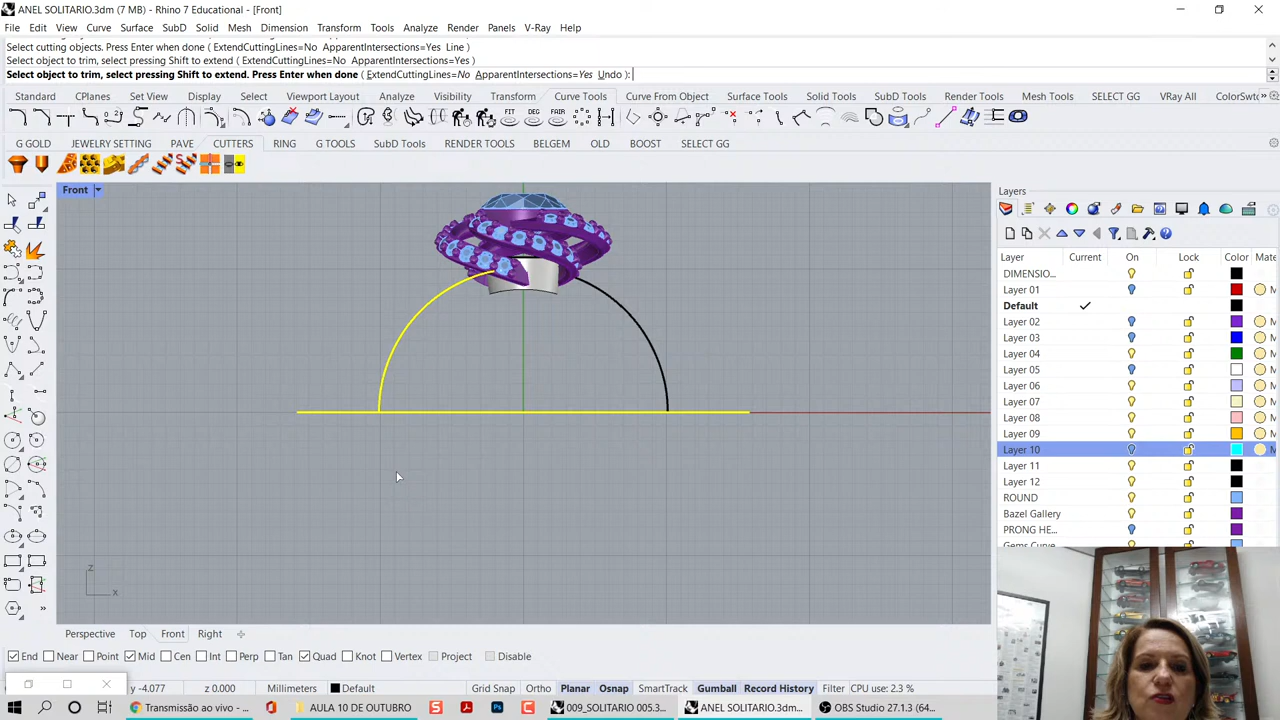 ANEL SOLITARIO.3dm (7 MB) - Rhino 7 Educational - [Front]
File Edit View Curve Surface SubD Solid Mesh Dimension Transform Tools Analyze Render Panels V-Ray Help
Select cutting objects. Press Enter when done ( ExtendCuttingLines=No ApparentIntersections=Yes Line )
Select object to trim, select pressing Shift to extend ( ExtendCuttingLines=No ApparentIntersections=Yes )
Select object to trim, select pressing Shift to extend. Press Enter when done ( ExtendCuttingLines=No ApparentIntersections=Yes Undo ):
Standard CPlanes Set View Display Select Viewport Layout Analyze Visibility Transform Curve Tools Curve From Object Surface Tools Solid Tools SubD Tools Render Tools Mesh Tools SELECT GG VRay All ColorSwtc
FIT DEG
G GOLD JEWELRY SETTING PAVE CUTTERS RING G TOOLS SubD Tools RENDER TOOLS BELGEM OLD BOOST SELECT GG
Front
Layers
Layer Current On Lock Color Mate
DIMENSIO...
Layer 01
Default
Layer 02
Layer 03
Layer 04
Layer 05
Layer 06
Layer 07
Layer 08
Layer 09
Layer 10
Layer 11
Layer 12
ROUND
Bazel Gallery
PRONG HE...
Gems Curve
z
x
Perspective Top Front Right
End Near Point Mid Cen Int Perp Tan Quad Knot Vertex Project Disable
y -4.077 z 0.000 Millimeters Default Grid Snap Ortho Planar Osnap SmartTrack Gumball Record History Filter CPU use: 2.3 %
Transmissão ao vivo - ... AULA 10 DE OUTUBRO 009_SOLITARIO 005.3... ANEL SOLITARIO.3dm... OBS Studio 27.1.3 (64...